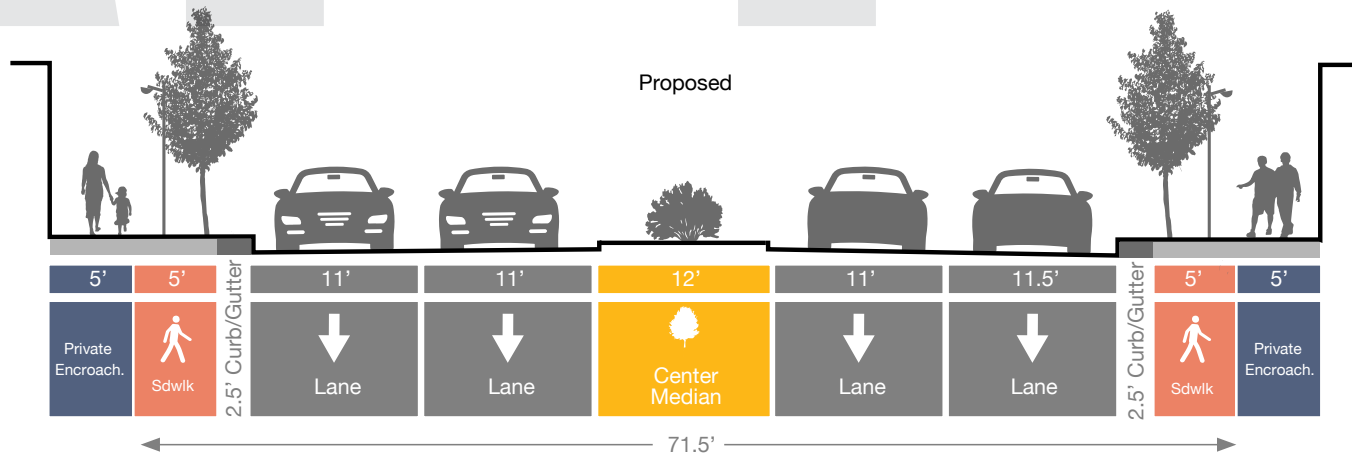 Proposed
5’
5’
2.5’ Curb/Gutter
11’
11’
12’
11’
11.5’
2.5’ Curb/Gutter
5’
5’
Private
Encroach.
Sdwlk
Lane
Lane
Center
Median
Lane
Lane
Sdwlk
Private
Encroach.
71.5’